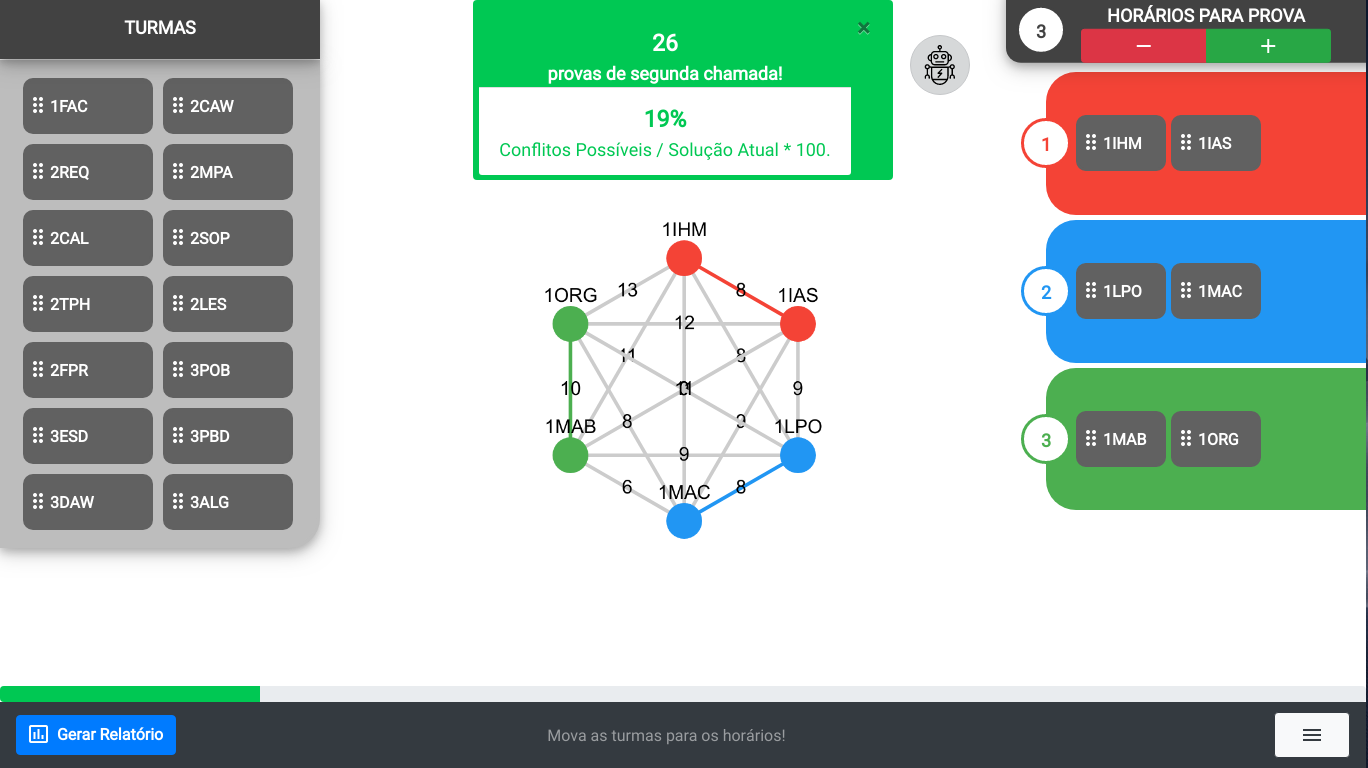 TURMAS
1FAC
2CAW
2REQ
2MPA
2CAL
2SOP
2TPH
2LES
2FPR
3POB
3ESD
3PBD
3DAW
3ALG
×
26
provas de segunda chamada!
19%
Conflitos Possíveis / Solução Atual * 100.
3
HORÁRIOS PARA PROVA
− +
1
1IHM
1IAS
2
1LPO
1MAC
3
1MAB
1ORG
1IHM
13
8
1ORG
1IAS
12
11
8
10
9
1MAB
8
1LPO
9
6
1MAC
8
Gerar Relatório
Mova as turmas para os horários!